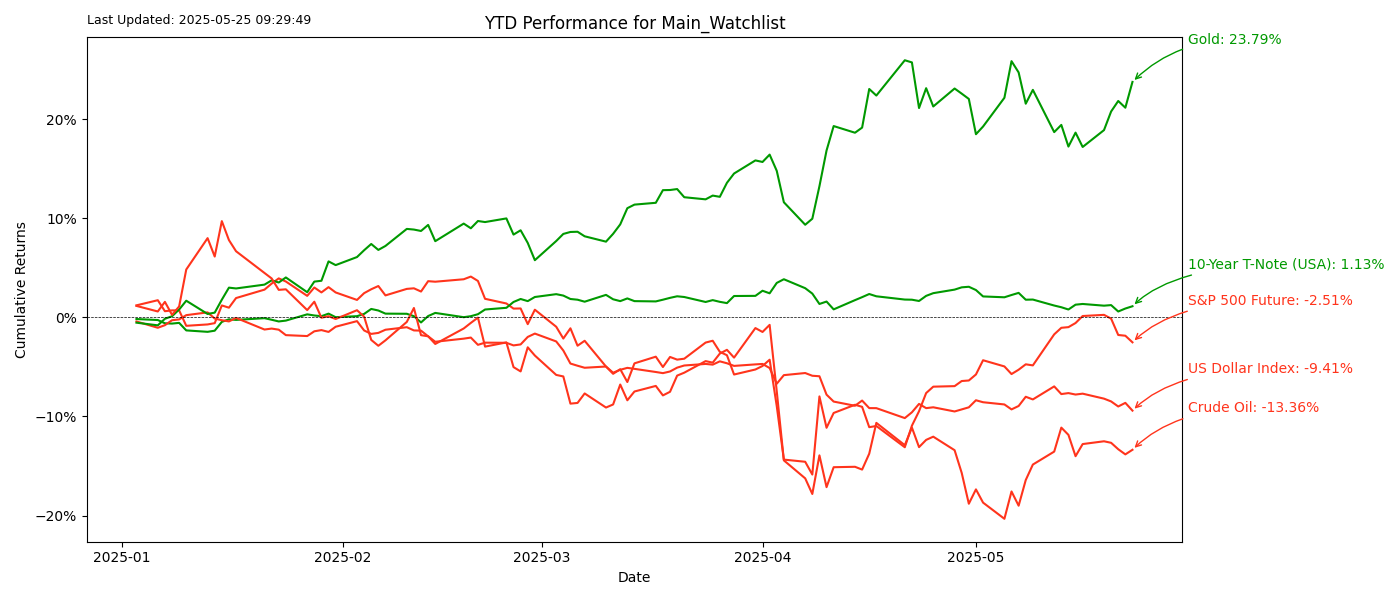 Last Updated: 2025-05-25 09:29:49
YTD Performance for Main_Watchlist
Gold: 23.79%
10-Year T-Note (USA): 1.13%
S&P 500 Future: -2.51%
US Dollar Index: -9.41%
Crude Oil: -13.36%
Cumulative Returns
20%
10%
0%
−10%
−20%
2025-01
2025-02
2025-03
2025-04
2025-05
Date